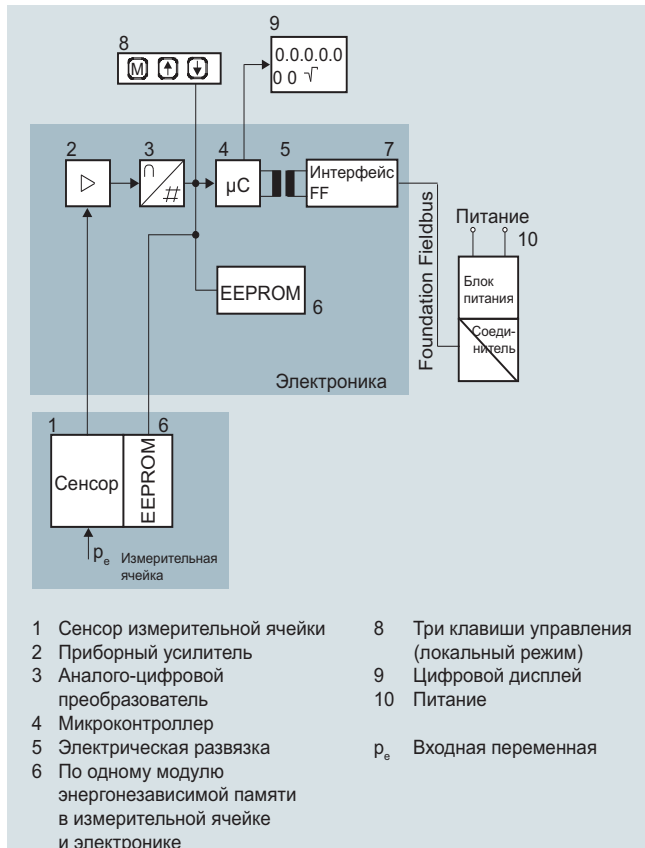 9
8
0.0.0.0.0
0 0 √
M
2
3
4
5
7
∩
#
µC
Интерфейс
FF
Foundation Fieldbus
Питание
10
Блок
питания
Соеди-
нитель
EEPROM
6
Электроника
1
6
Сенсор
EEPROM
pₑ Измерительная
ячейка
1 Сенсор измерительной ячейки
2 Приборный усилитель
3 Аналого-цифровой
преобразователь
4 Микроконтроллер
5 Электрическая развязка
6 По одному модулю
энергонезависимой памяти
в измерительной ячейке
и электронике
8 Три клавиши управления
(локальный режим)
9 Цифровой дисплей
10 Питание
pₑ Входная переменная